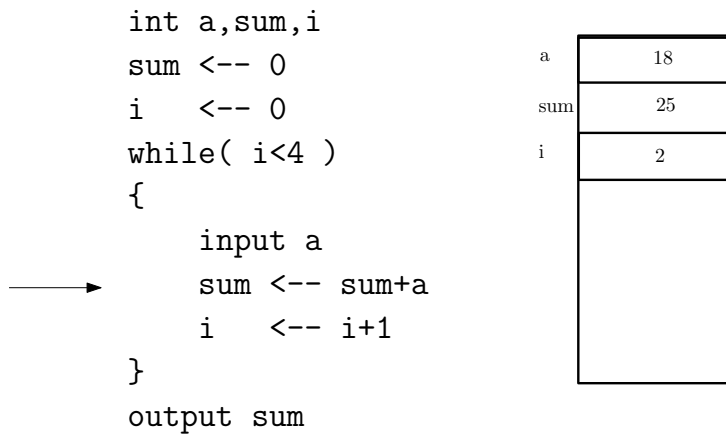 int a,sum,i
sum <-- 0
i <-- 0
while( i<4 )
{
input a
sum <-- sum+a
i <-- i+1
}
output sum
a 18
sum 25
i 2